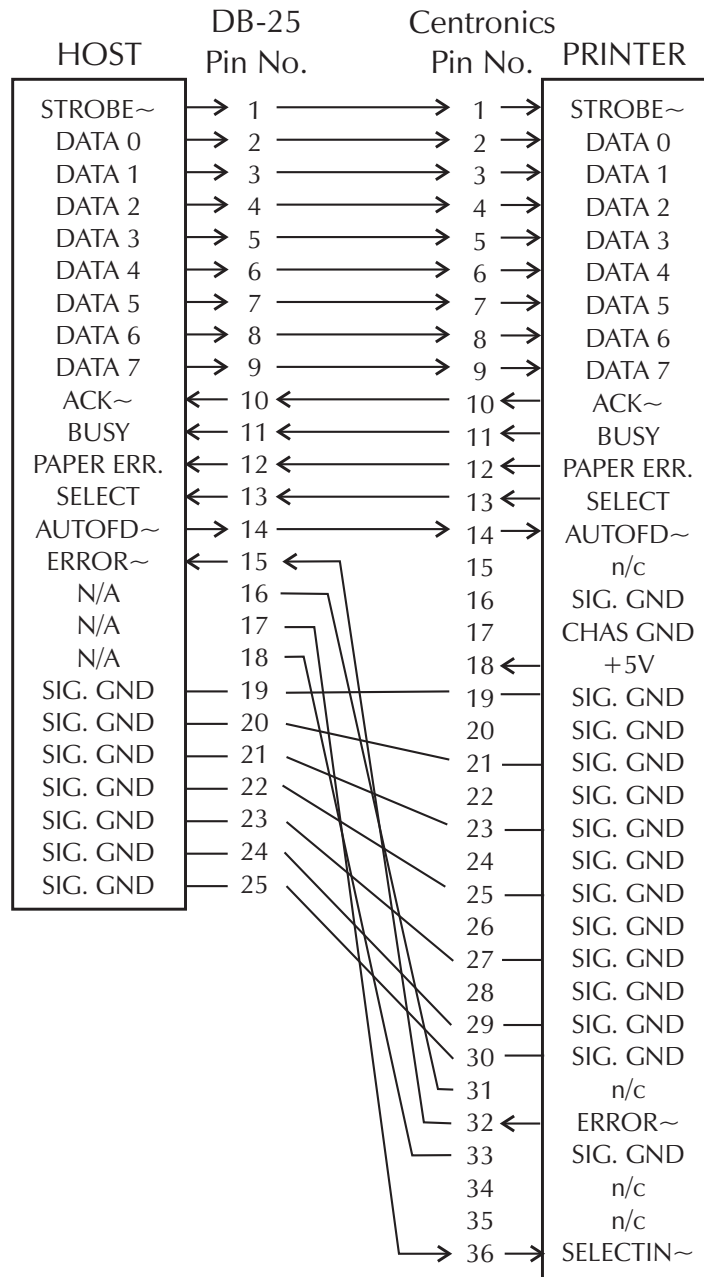 DB-25 Centronics
HOST Pin No. Pin No. PRINTER
STROBE~ 1 1 STROBE~
DATA 0 2 2 DATA 0
DATA 1 3 3 DATA 1
DATA 2 4 4 DATA 2
DATA 3 5 5 DATA 3
DATA 4 6 6 DATA 4
DATA 5 7 7 DATA 5
DATA 6 8 8 DATA 6
DATA 7 9 9 DATA 7
ACK~ 10 10 ACK~
BUSY 11 11 BUSY
PAPER ERR. 12 12 PAPER ERR.
SELECT 13 13 SELECT
AUTOFD~ 14 14 AUTOFD~
ERROR~ 15 15 n/c
N/A 16 16 SIG. GND
N/A 17 17 CHAS GND
N/A 18 18 +5V
SIG. GND 19 19 SIG. GND
SIG. GND 20 20 SIG. GND
SIG. GND 21 21 SIG. GND
SIG. GND 22 22 SIG. GND
SIG. GND 23 23 SIG. GND
SIG. GND 24 24 SIG. GND
SIG. GND 25 25 SIG. GND
26 SIG. GND
27 SIG. GND
28 SIG. GND
29 SIG. GND
30 SIG. GND
31 n/c
32 ERROR~
33 SIG. GND
34 n/c
35 n/c
36 SELECTIN~